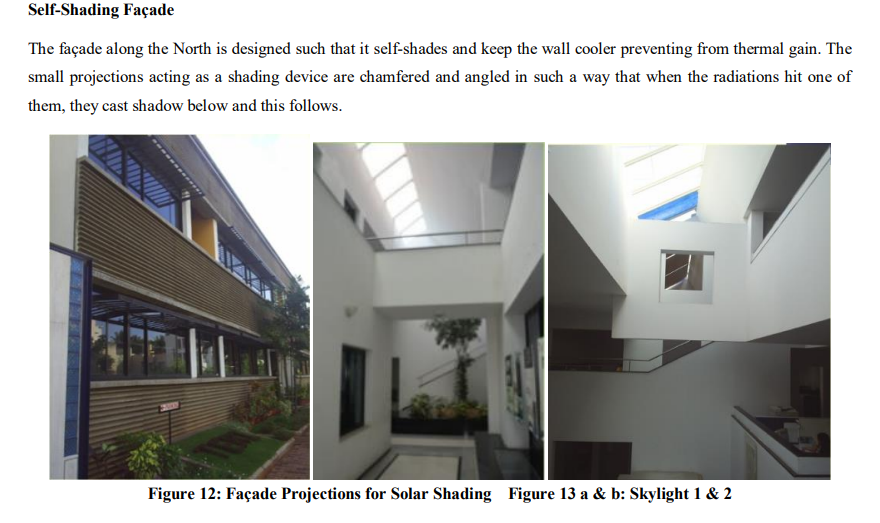 Self-Shading Façade
The façade along the North is designed such that it self-shades and keep the wall cooler preventing from thermal gain. The
small projections acting as a shading device are chamfered and angled in such a way that when the radiations hit one of
them, they cast shadow below and this follows.
Figure 12: Façade Projections for Solar Shading Figure 13 a & b: Skylight 1 & 2